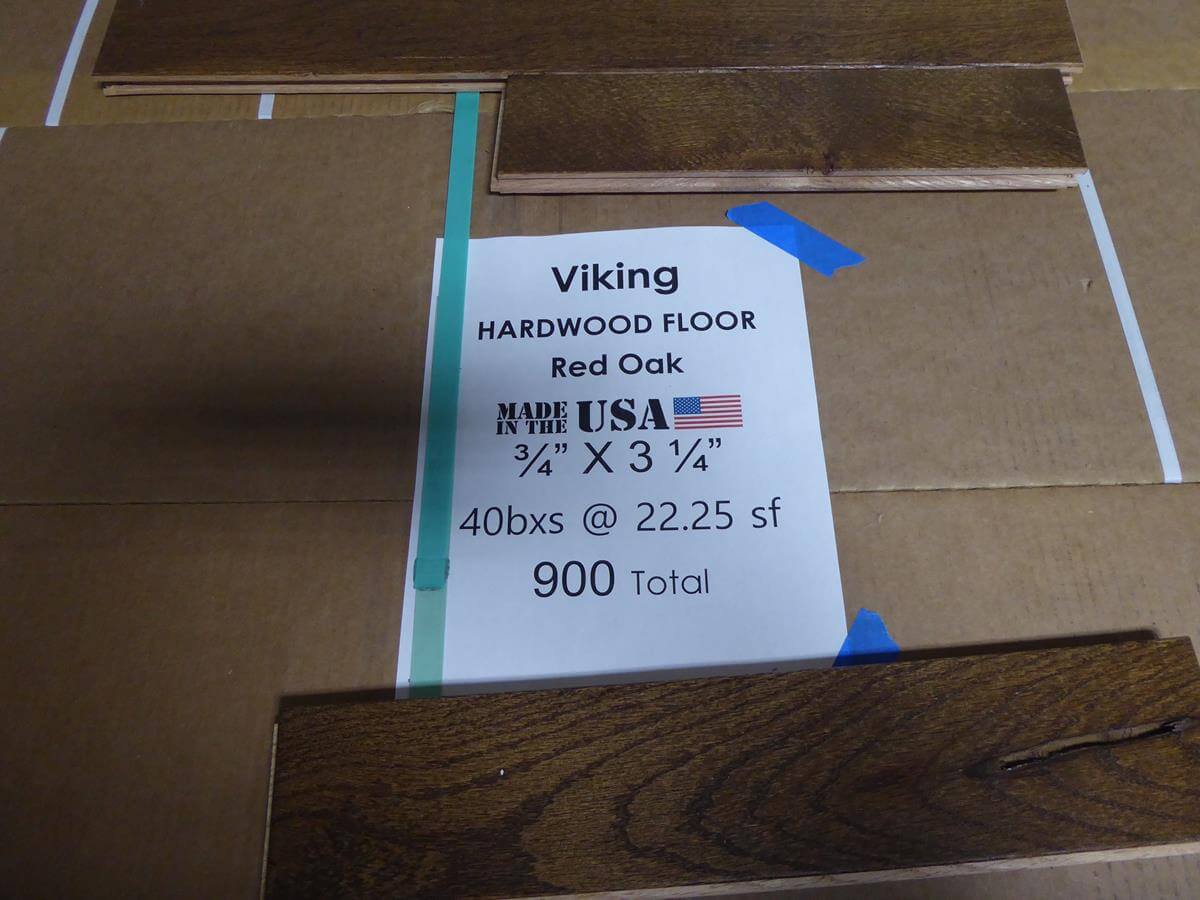 Viking
HARDWOOD FLOOR
Red Oak
MADE IN THE USA
¾” X 3 ¼”
40bxs @ 22.25 sf
900 Total